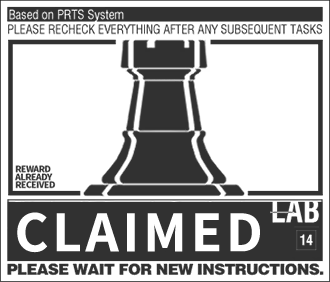 Based on PRTS System
PLEASE RECHECK EVERYTHING AFTER ANY SUBSEQUENT TASKS
REWARD
ALREADY
RECEIVED
LAB
CLAIMED
14
PLEASE WAIT FOR NEW INSTRUCTIONS.